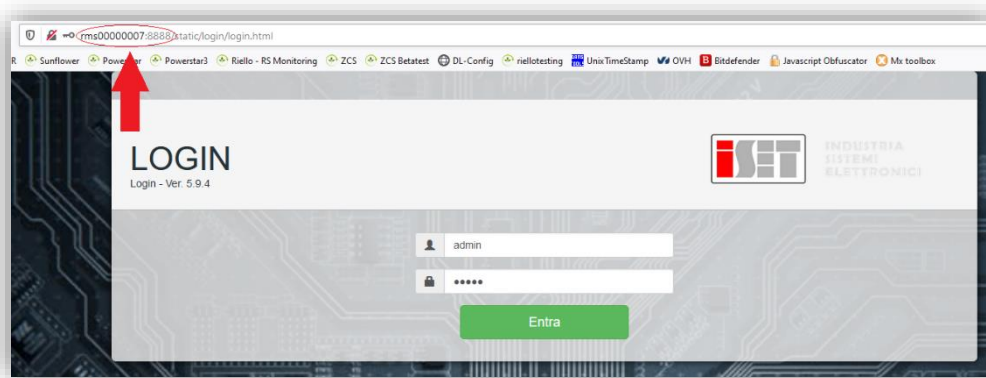 rms00000007:8888/static/login/login.html
R Sunflower Powerstar Powerstar3 Riello - RS Monitoring ZCS ZCS Betatest DL-Config riellotesting UnixTimeStamp OVH Bitdefender Javascript Obfuscator Mx toolbox
LOGIN
Login - Ver. 5.9.4
iSET
INDUSTRIA
SISTEMI
ELETTRONICI
admin
•••••
Entra